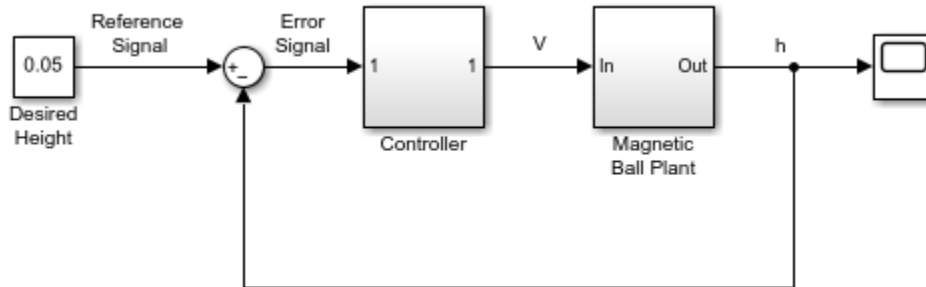 Reference
Signal
Error
Signal
V
h
0.05
+
−
1
1
In
Out
Desired
Height
Controller
Magnetic
Ball Plant